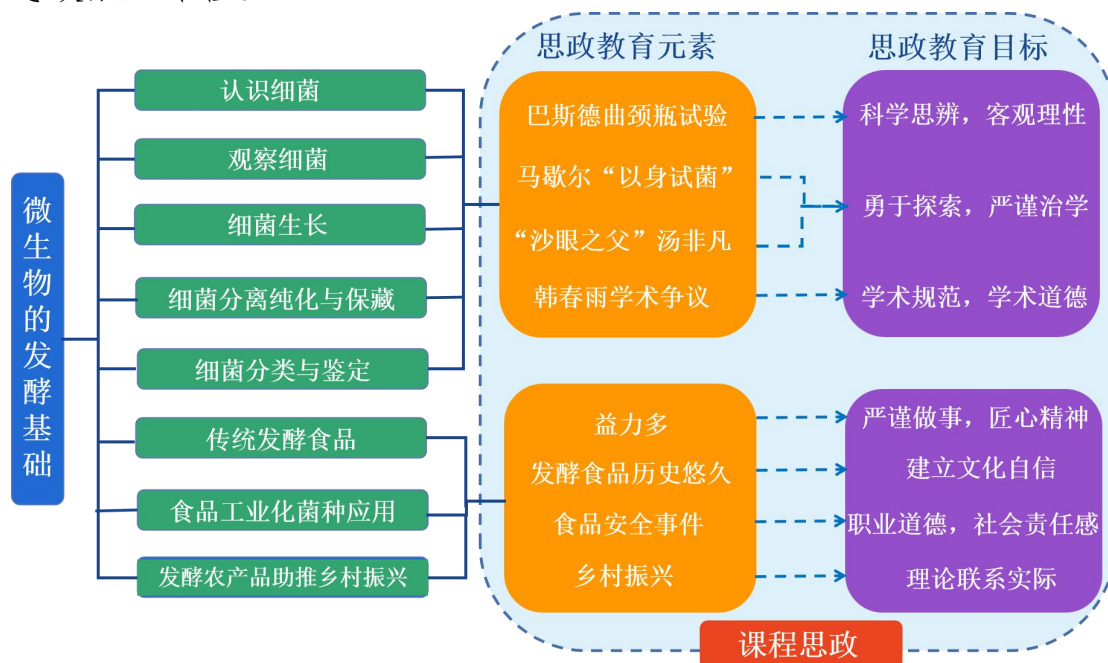 思政教育元素
思政教育目标
微生物的发酵基础
认识细菌
观察细菌
细菌生长
细菌分离纯化与保藏
细菌分类与鉴定
传统发酵食品
食品工业化菌种应用
发酵农产品助推乡村振兴
巴斯德曲颈瓶试验
马歇尔“以身试菌”
“沙眼之父”汤非凡
韩春雨学术争议
科学思辨，客观理性
勇于探索，严谨治学
学术规范，学术道德
益力多
发酵食品历史悠久
食品安全事件
乡村振兴
严谨做事，匠心精神
建立文化自信
职业道德，社会责任感
理论联系实际
课程思政